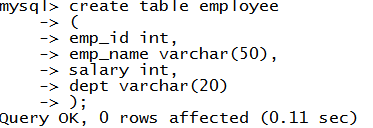 mysql> create table employee
-> (
-> emp_id int,
-> emp_name varchar(50),
-> salary int,
-> dept varchar(20)
-> );
Query OK, 0 rows affected (0.11 sec)